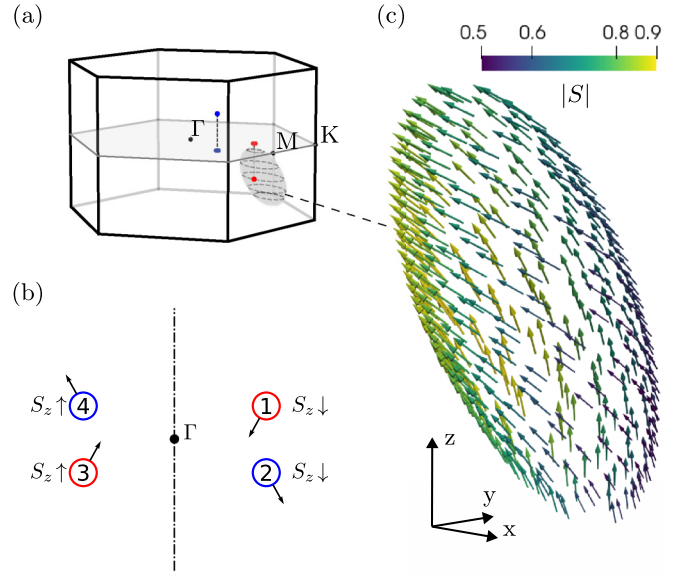 (a)
Γ
M
K
(b)
S_z↑ 4
1 S_z↓
Γ
S_z↑ 3
2 S_z↓
(c)
0.5 0.6 0.8 0.9
|S|
z
y
x